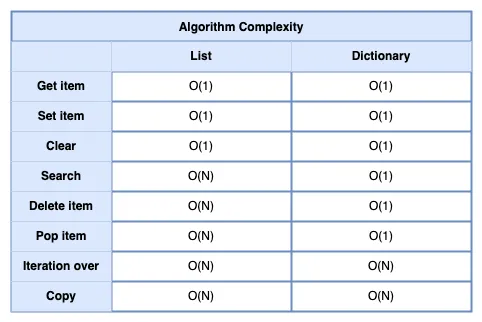 Algorithm Complexity
List Dictionary
Get item O(1) O(1)
Set item O(1) O(1)
Clear O(1) O(1)
Search O(N) O(1)
Delete item O(N) O(1)
Pop item O(N) O(1)
Iteration over O(N) O(N)
Copy O(N) O(N)